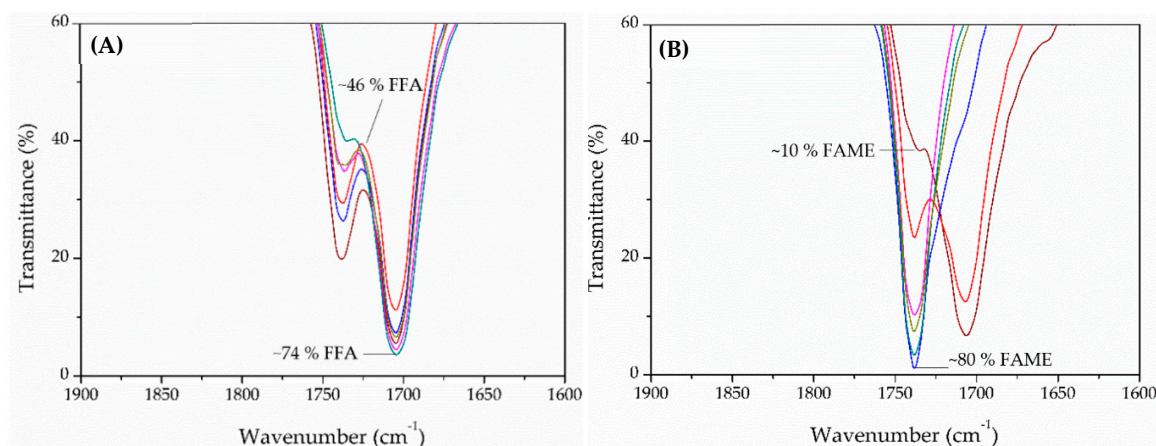 (A)
~46 % FFA
~74 % FFA
Transmittance (%)
60
40
20
0
1900 1850 1800 1750 1700 1650 1600
Wavenumber (cm-1)
(B)
~10 % FAME
~80 % FAME
Transmittance (%)
60
40
20
0
1900 1850 1800 1750 1700 1650 1600
Wavenumber (cm-1)